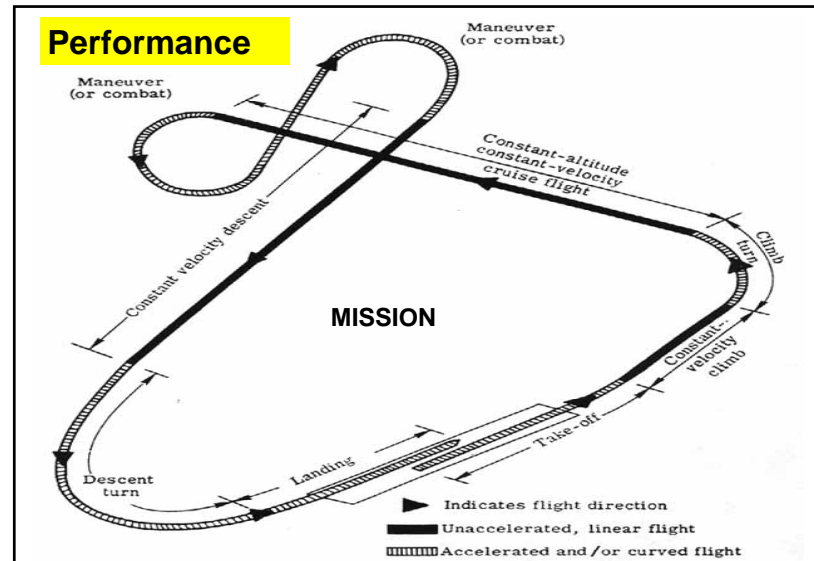 Performance
Maneuver
(or combat)
Maneuver
(or combat)
Constant-altitude
constant-velocity
cruise flight
Climb
turn
Constant-
velocity
climb
Take-off
Constant velocity descent
MISSION
Descent
turn
Landing
Indicates flight direction
Unaccelerated, linear flight
Accelerated and/or curved flight